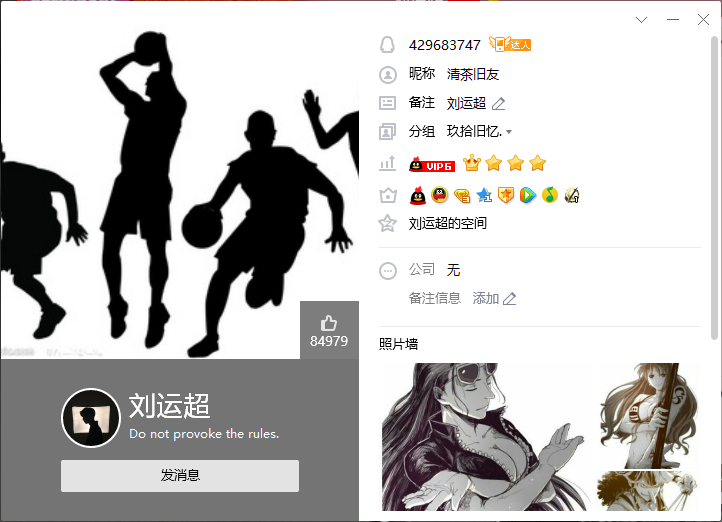 84979
刘运超
Do not provoke the rules.
发消息
429683747 达人
昵称 清茶旧友
备注 刘运超
分组 玖拾旧忆.
VIP6
刘运超的空间
公司 无
备注信息 添加
照片墙